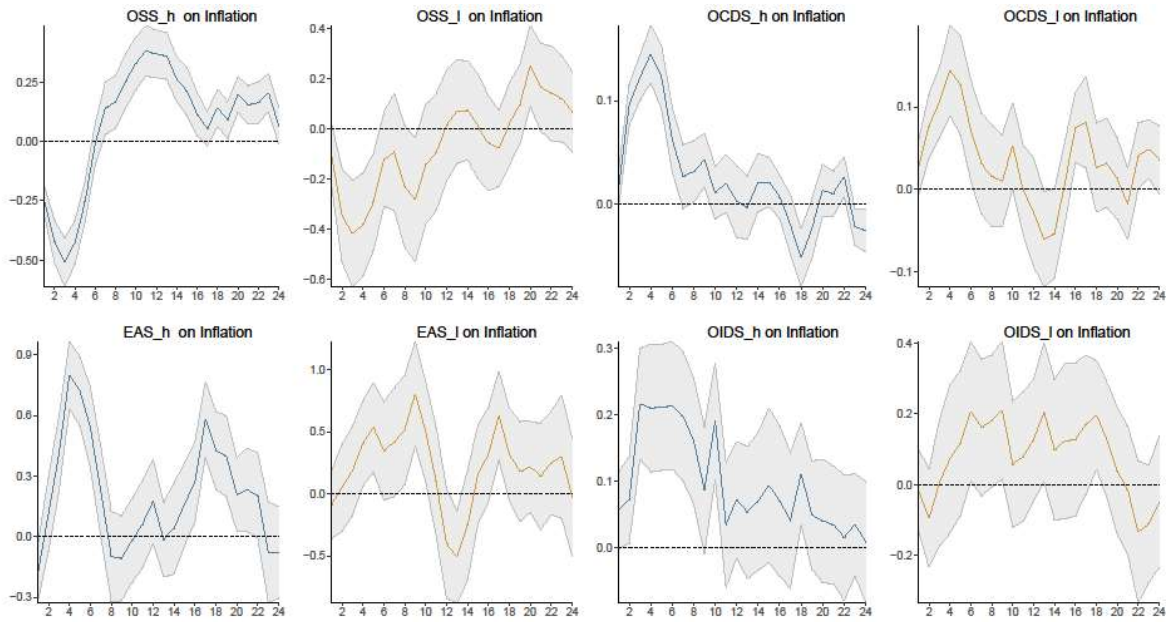 OSS_h on Inflation
OSS_l on Inflation
OCDS_h on Inflation
OCDS_l on Inflation
0.25
0.00
−0.25
−0.50
2 4 6 8 10 12 14 16 18 20 22 24
0.4
0.2
0.0
−0.2
−0.4
−0.6
2 4 6 8 10 12 14 16 18 20 22 24
0.1
0.0
2 4 6 8 10 12 14 16 18 20 22 24
0.1
0.0
−0.1
2 4 6 8 10 12 14 16 18 20 22 24
EAS_h on Inflation
EAS_l on Inflation
OIDS_h on Inflation
OIDS_l on Inflation
0.9
0.6
0.3
0.0
−0.3
2 4 6 8 10 12 14 16 18 20 22 24
1.0
0.5
0.0
−0.5
2 4 6 8 10 12 14 16 18 20 22 24
0.3
0.2
0.1
0.0
2 4 6 8 10 12 14 16 18 20 22 24
0.4
0.2
0.0
−0.2
2 4 6 8 10 12 14 16 18 20 22 24